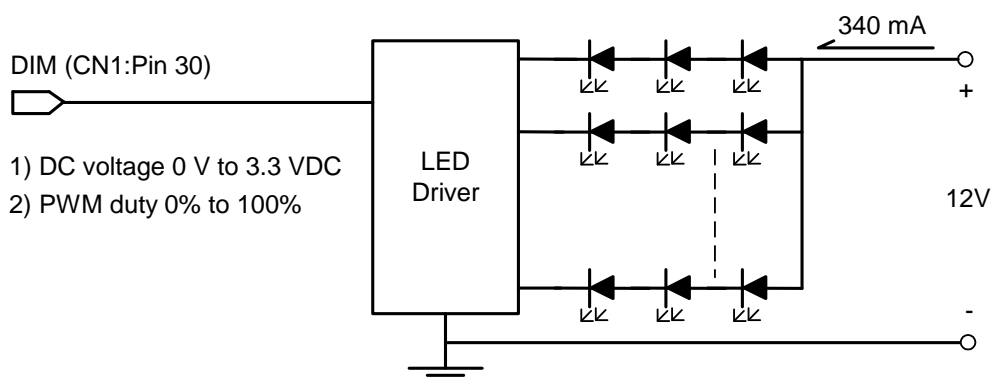 340 mA
DIM (CN1:Pin 30)
+
1) DC voltage 0 V to 3.3 VDC
2) PWM duty 0% to 100%
LED
Driver
12V
-